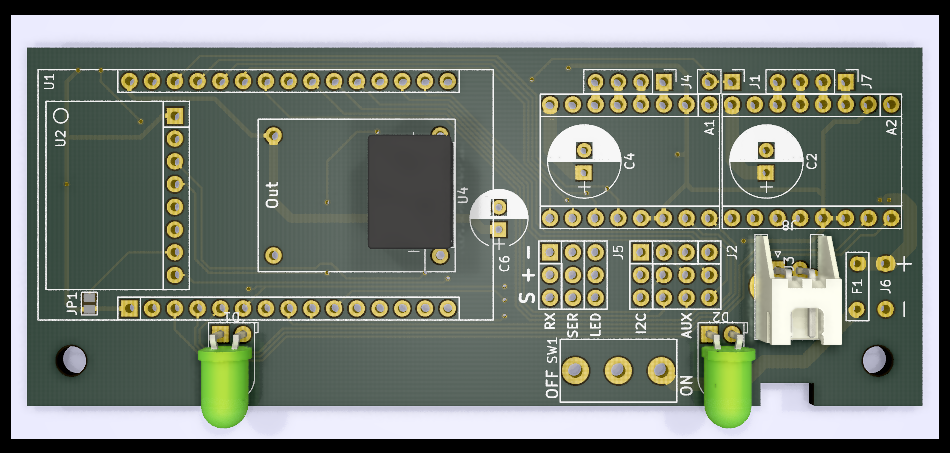 U1
U2
Out
U4
C6
JP1
D1
J4
J1
J7
A1
A2
C4
C2
+
+
+
J5
J2
J8
J3
S + -
RX
SER
LED
I2C
AUX
D2
F1
J6
+
-
SW1
OFF
ON